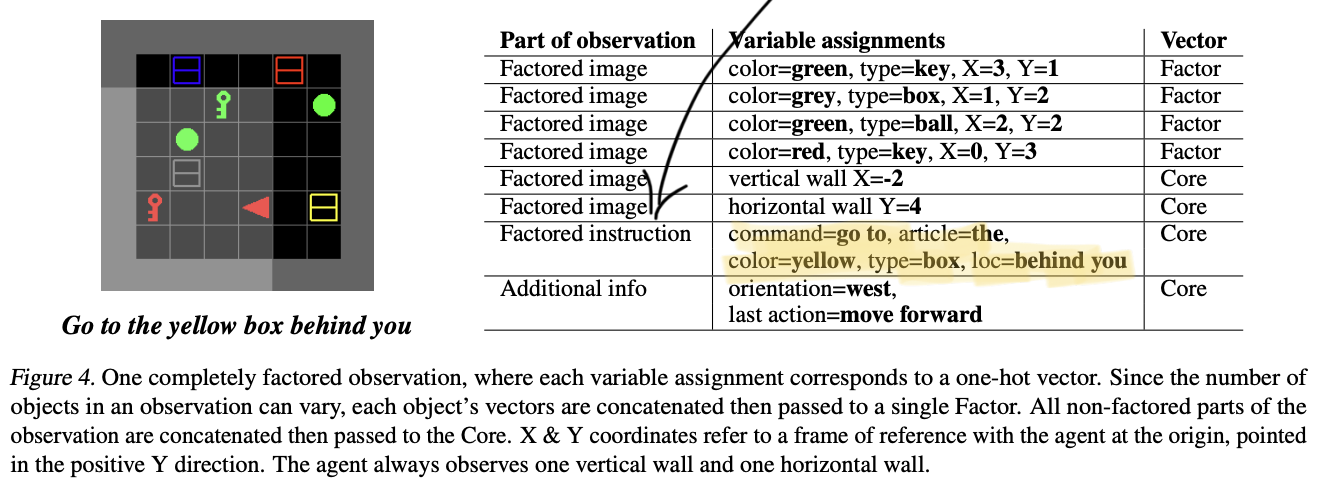 Go to the yellow box behind you
Part of observation Variable assignments Vector
Factored image color=green, type=key, X=3, Y=1 Factor
Factored image color=grey, type=box, X=1, Y=2 Factor
Factored image color=green, type=ball, X=2, Y=2 Factor
Factored image color=red, type=key, X=0, Y=3 Factor
Factored image vertical wall X=-2 Core
Factored image horizontal wall Y=4 Core
Factored instruction command=go to, article=the, Core
color=yellow, type=box, loc=behind you
Additional info orientation=west, Core
last action=move forward
Figure 4. One completely factored observation, where each variable assignment corresponds to a one-hot vector. Since the number of
objects in an observation can vary, each object's vectors are concatenated then passed to a single Factor. All non-factored parts of the
observation are concatenated then passed to the Core. X & Y coordinates refer to a frame of reference with the agent at the origin, pointed
in the positive Y direction. The agent always observes one vertical wall and one horizontal wall.